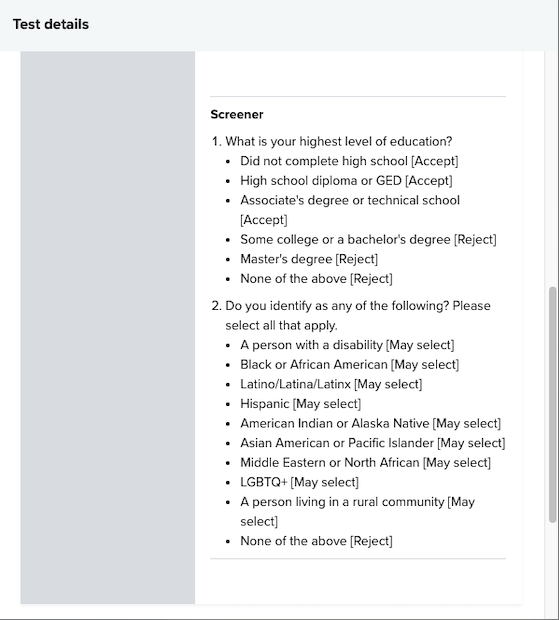 Test details
Screener
1. What is your highest level of education?
• Did not complete high school [Accept]
• High school diploma or GED [Accept]
• Associate's degree or technical school
[Accept]
• Some college or a bachelor's degree [Reject]
• Master's degree [Reject]
• None of the above [Reject]
2. Do you identify as any of the following? Please
select all that apply.
• A person with a disability [May select]
• Black or African American [May select]
• Latino/Latina/Latinx [May select]
• Hispanic [May select]
• American Indian or Alaska Native [May select]
• Asian American or Pacific Islander [May select]
• Middle Eastern or North African [May select]
• LGBTQ+ [May select]
• A person living in a rural community [May
select]
• None of the above [Reject]